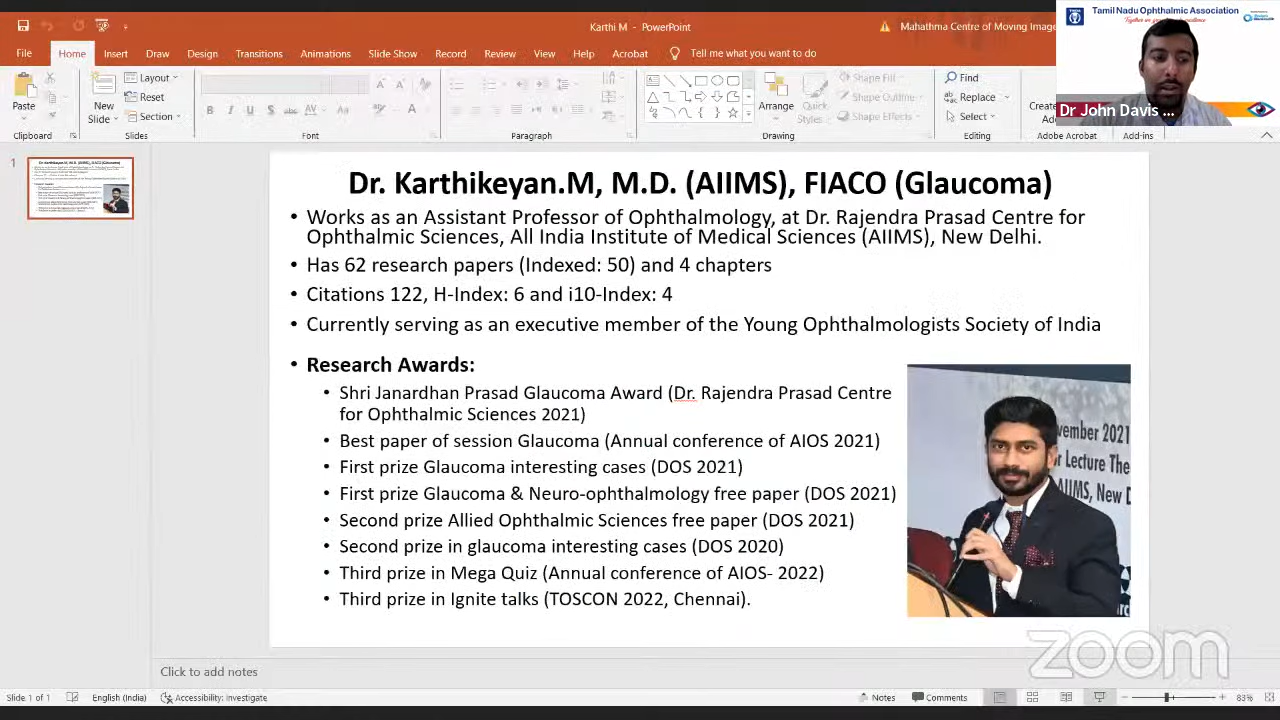 Karthi M - PowerPoint
Mahathma Centre of Moving Image
Tamil Nadu Ophthalmic Association
File Home Insert Draw Design Transitions Animations Slide Show Record Review View Help Acrobat Tell me what you want to do
Dr John Davis ...
Paste
New
Slide
Layout
Reset
Section
Arrange
Quick
Styles
Shape Fill
Shape Outline
Shape Effects
Find
Replace
Select
Clipboard Slides Font Paragraph Drawing Editing Adobe Acrobat Add-ins
1
Dr. Karthikeyan.M, M.D. (AIIMS), FIACO (Glaucoma)
• Works as an Assistant Professor of Ophthalmology, at Dr. Rajendra Prasad Centre for
Ophthalmic Sciences, All India Institute of Medical Sciences (AIIMS), New Delhi.
• Has 62 research papers (Indexed: 50) and 4 chapters
• Citations 122, H-Index: 6 and i10-Index: 4
• Currently serving as an executive member of the Young Ophthalmologists Society of India
• Research Awards:
• Shri Janardhan Prasad Glaucoma Award (Dr. Rajendra Prasad Centre
for Ophthalmic Sciences 2021)
• Best paper of session Glaucoma (Annual conference of AIOS 2021)
• First prize Glaucoma interesting cases (DOS 2021)
• First prize Glaucoma & Neuro-ophthalmology free paper (DOS 2021)
• Second prize Allied Ophthalmic Sciences free paper (DOS 2021)
• Second prize in glaucoma interesting cases (DOS 2020)
• Third prize in Mega Quiz (Annual conference of AIOS- 2022)
• Third prize in Ignite talks (TOSCON 2022, Chennai).
vember 2021
r Lecture The
AIIMS, New D
zoom
Click to add notes
Slide 1 of 1 English (India) Accessibility: Investigate Notes Comments 83%